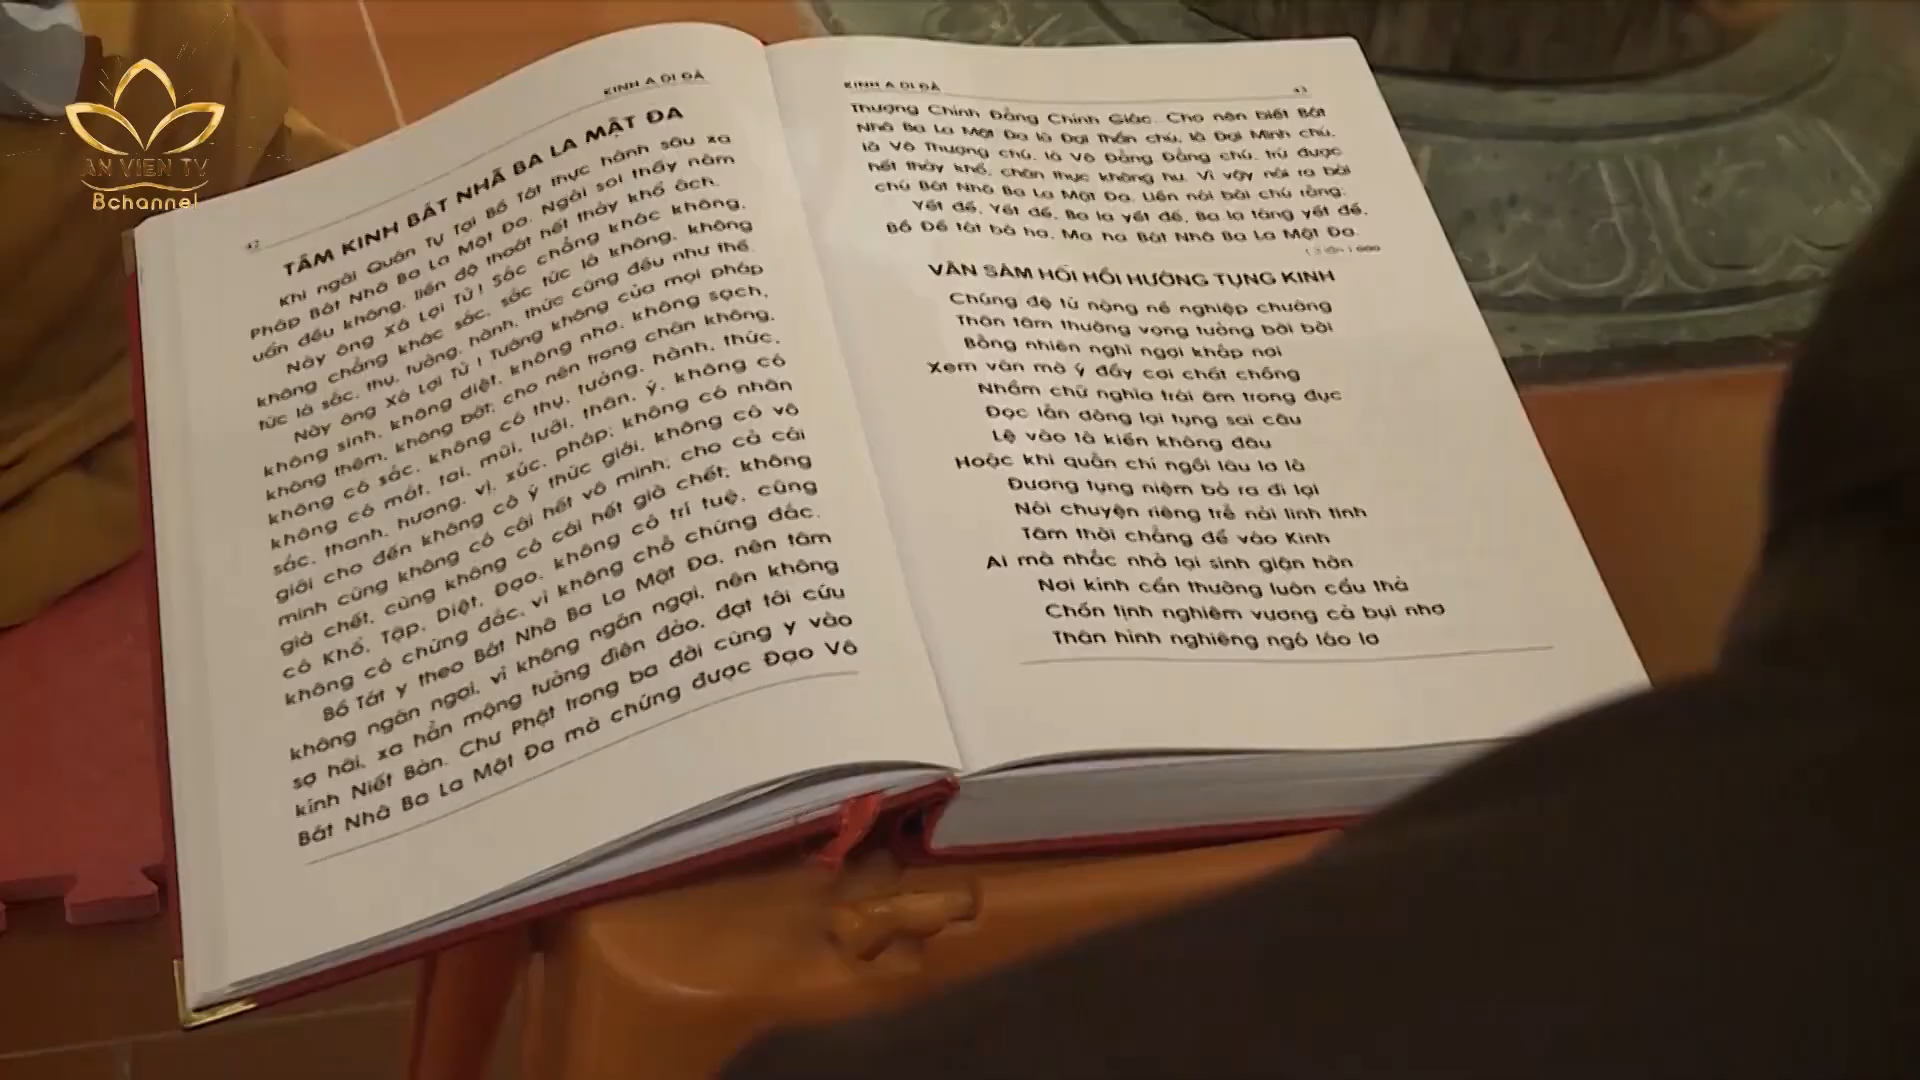 AN VIEN TV
Bchannel
KINH A DI ĐÀ
42
TÂM KINH BÁT NHÃ BA LA MẬT ĐA
Khi ngài Quán Tự Tại Bồ Tát thực hành sâu xa
Pháp Bát Nhã Ba La Mật Đa. Ngài soi thấy năm
uẩn đều không, liền độ thoát hết thảy khổ ách.
Này ông Xá Lợi Tử ! Sắc chẳng khác không,
không chẳng khác sắc, sắc tức là không, không
tức là sắc, thụ, tưởng, hành, thức cũng đều như thế.
Này ông Xá Lợi Tử ! Tướng không của mọi pháp
không sinh, không diệt, không nhơ, không sạch,
không thêm, không bớt; cho nên trong chân không,
không có sắc, không có thụ, tưởng, hành, thức,
không có mắt, tai, mũi, lưỡi, thân, ý, không có
sắc, thanh, hương, vị, xúc, pháp; không có nhãn
giới cho đến không có ý thức giới, không có vô
minh cũng không có cái hết vô minh; cho cả cái
già chết, cũng không có cái hết già chết; không
có Khổ, Tập, Diệt, Đạo, không có trí tuệ, cũng
không có chứng đắc, vì không chỗ chứng đắc.
Bồ Tát y theo Bát Nhã Ba La Mật Đa, nên tâm
không ngăn ngại, vì không ngăn ngại, nên không
sợ hãi, xa hẳn mộng tưởng điên đảo, đạt tới cứu
kính Niết Bàn. Chư Phật trong ba đời cùng y vào
Bát Nhã Ba La Mật Đa mà chứng được Đạo Vô
KINH A DI ĐÀ
43
Thượng Chính Đẳng Chính Giác. Cho nên biết Bát
Nhã Ba La Mật Đa là Đại Thần chú, là Đại Minh chú,
là Vô Thượng chú, là Vô Đẳng Đẳng chú, trừ được
hết thảy khổ, chân thực không hư. Vì vậy nói ra bài
chú Bát Nhã Ba La Mật Đa. Liền nói bài chú rằng:
Yết đế, Yết đế, Ba la yết đế, Ba la tăng yết đế,
Bồ Đề tát bà ha, Ma ha Bát Nhã Ba La Mật Đa.
VĂN SÁM HỐI HỒI HƯỚNG TỤNG KINH
Chúng đệ tử nặng nề nghiệp chướng
Thân tâm thường vọng tưởng bời bời
Bỗng nhiên nghĩ ngợi khắp nơi
Xem văn mờ ý đầy cơi chất chồng
Nhầm chữ nghĩa trái âm trong đục
Đọc lẫn dòng lại tụng sai câu
Lệ vào tà kiến không đâu
Hoặc khi quẫn chí ngồi lâu lơ là
Đương tụng niệm bỏ ra đi lại
Nói chuyện riêng trễ nải linh tinh
Tâm thời chẳng để vào Kinh
Ai mà nhắc nhở lại sinh giận hờn
Nơi kính cẩn thường luôn cẩu thả
Chốn tịnh nghiêm vương cả bụi nhơ
Thân hình nghiêng ngó láo lơ